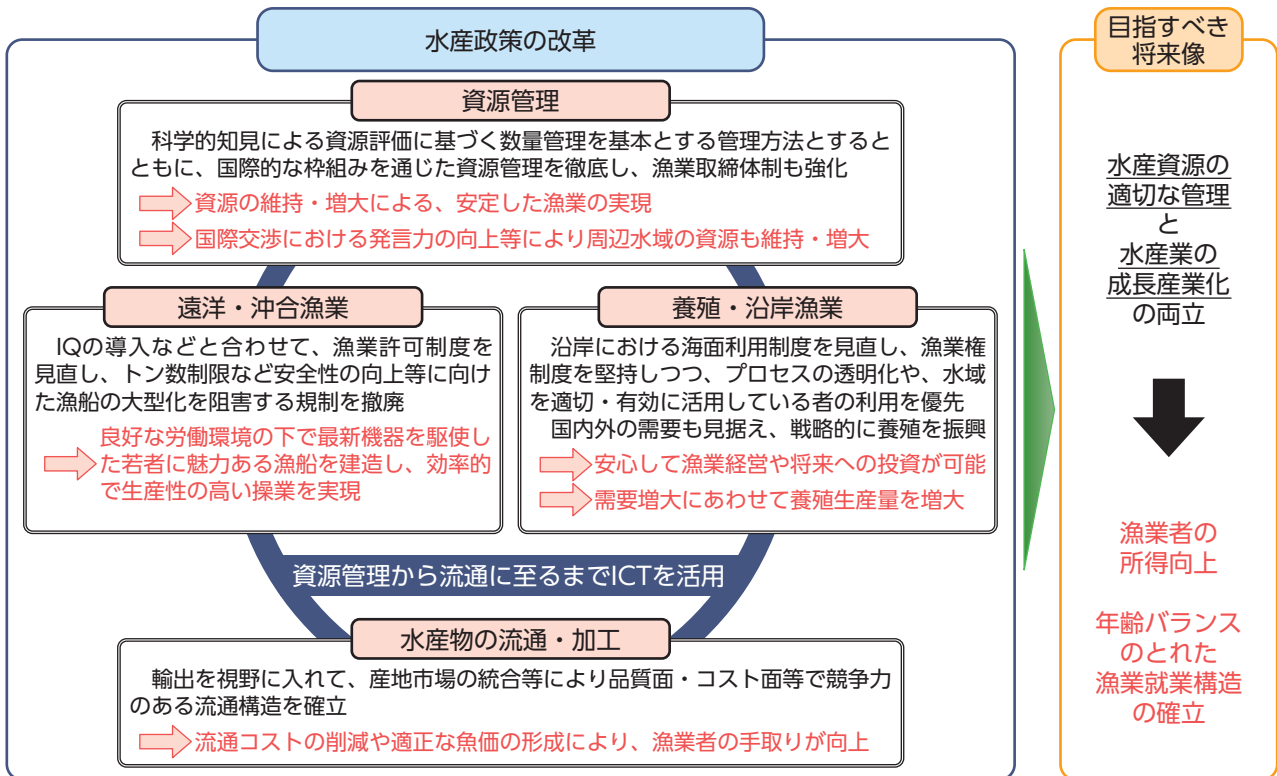 水産政策の改革
資源管理
科学的知見による資源評価に基づく数量管理を基本とする管理方法とすると
ともに、国際的な枠組みを通じた資源管理を徹底し、漁業取締体制も強化
資源の維持・増大による、安定した漁業の実現
国際交渉における発言力の向上等により周辺水域の資源も維持・増大
遠洋・沖合漁業
IQの導入などと合わせて、漁業許可制度を
見直し、トン数制限など安全性の向上等に向け
た漁船の大型化を阻害する規制を撤廃
良好な労働環境の下で最新機器を駆使し
た若者に魅力ある漁船を建造し、効率的
で生産性の高い操業を実現
養殖・沿岸漁業
沿岸における海面利用制度を見直し、漁業権
制度を堅持しつつ、プロセスの透明化や、水域
を適切・有効に活用している者の利用を優先
国内外の需要も見据え、戦略的に養殖を振興
安心して漁業経営や将来への投資が可能
需要増大にあわせて養殖生産量を増大
資源管理から流通に至るまでICTを活用
水産物の流通・加工
輸出を視野に入れて、産地市場の統合等により品質面・コスト面等で競争力
のある流通構造を確立
流通コストの削減や適正な魚価の形成により、漁業者の手取りが向上
目指すべき
将来像
水産資源の
適切な管理
と
水産業の
成長産業化
の両立
漁業者の
所得向上
年齢バランス
のとれた
漁業就業構造
の確立